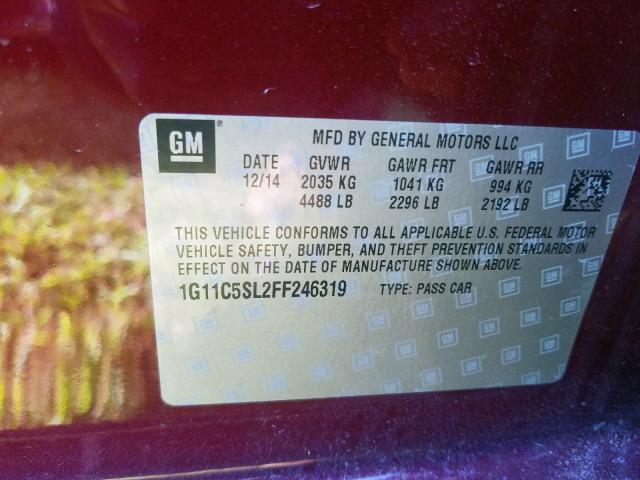 GM®
MFD BY GENERAL MOTORS LLC
DATE GVWR GAWR FRT GAWR RR
12/14 2035 KG 1041 KG 994 KG
4488 LB 2296 LB 2192 LB
THIS VEHICLE CONFORMS TO ALL APPLICABLE U.S. FEDERAL MOTOR
VEHICLE SAFETY, BUMPER, AND THEFT PREVENTION STANDARDS IN
EFFECT ON THE DATE OF MANUFACTURE SHOWN ABOVE.
1G11C5SL2FF246319 TYPE: PASS CAR